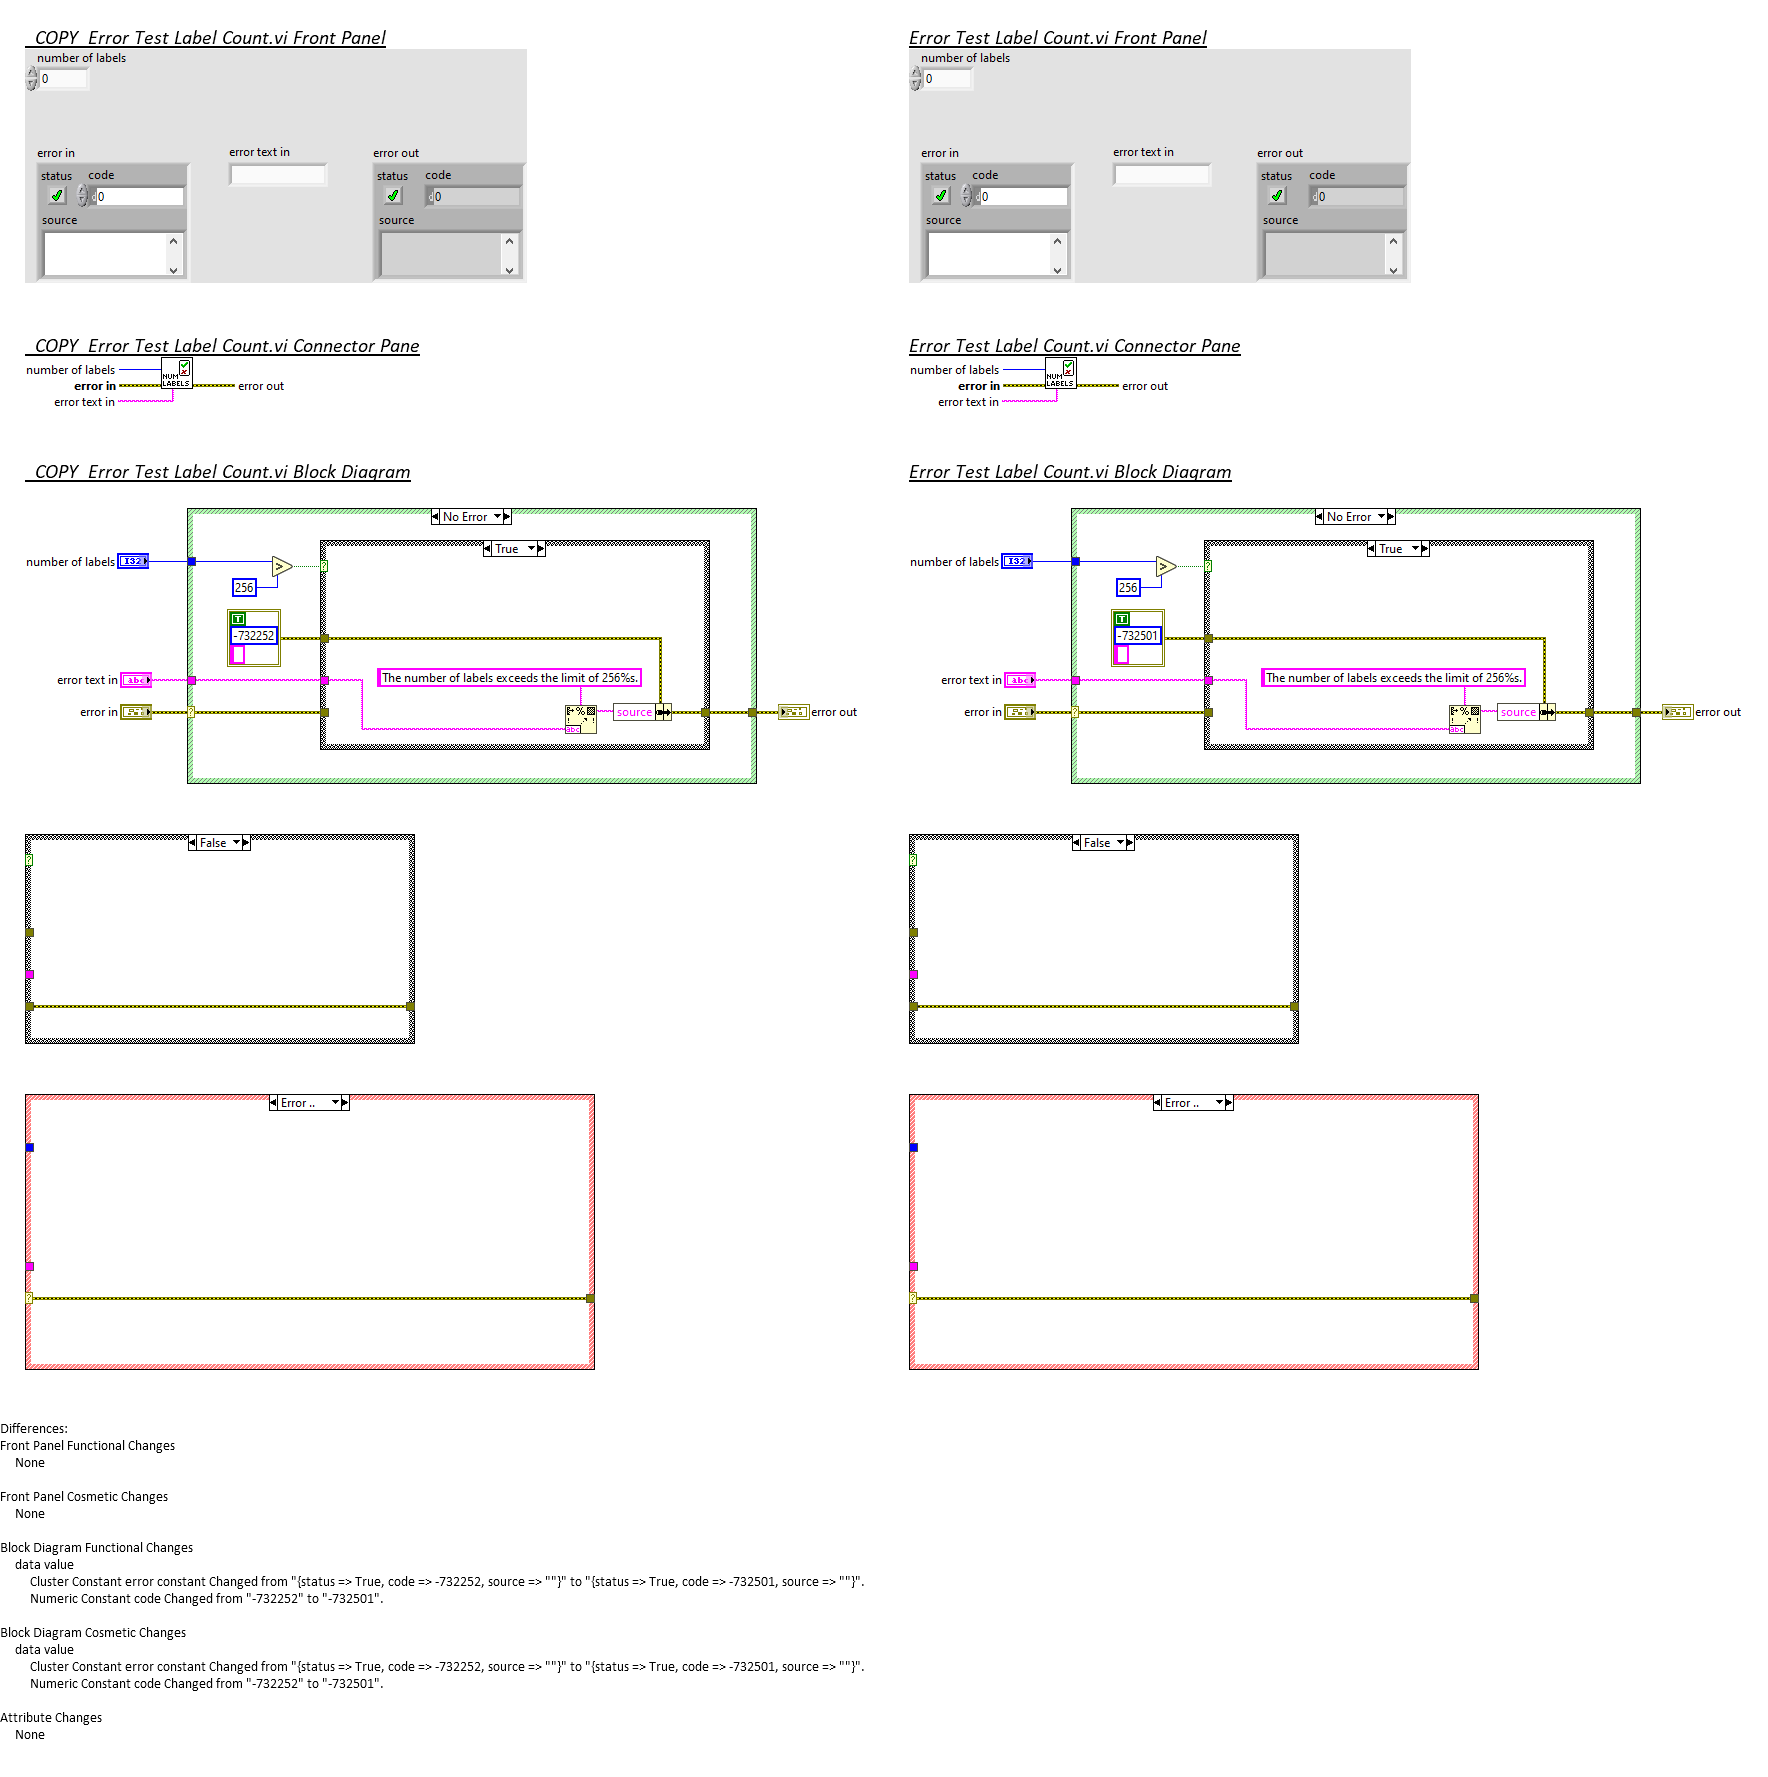 _COPY_Error Test Label Count.vi Front Panel
number of labels
0
error in
error text in
error out
status
code
d0
source
status
code
d0
source
Error Test Label Count.vi Front Panel
number of labels
0
error in
error text in
error out
status
code
d0
source
status
code
d0
source
_COPY_Error Test Label Count.vi Connector Pane
number of labels
NUM
LABELS
error in
error out
error text in
Error Test Label Count.vi Connector Pane
number of labels
NUM
LABELS
error in
error out
error text in
_COPY_Error Test Label Count.vi Block Diagram
No Error
True
number of labels
I32
>
?
256
T
-732252
The number of labels exceeds the limit of 256%s.
error text in
abc
error in
?
%
abc
source
error out
Error Test Label Count.vi Block Diagram
No Error
True
number of labels
I32
>
?
256
T
-732501
The number of labels exceeds the limit of 256%s.
error text in
abc
error in
?
%
abc
source
error out
False
?
False
?
Error ..
?
Error ..
?
Differences:
Front Panel Functional Changes
None
Front Panel Cosmetic Changes
None
Block Diagram Functional Changes
data value
Cluster Constant error constant Changed from "{status => True, code => -732252, source => ""}" to "{status => True, code => -732501, source => ""}".
Numeric Constant code Changed from "-732252" to "-732501".
Block Diagram Cosmetic Changes
data value
Cluster Constant error constant Changed from "{status => True, code => -732252, source => ""}" to "{status => True, code => -732501, source => ""}".
Numeric Constant code Changed from "-732252" to "-732501".
Attribute Changes
None